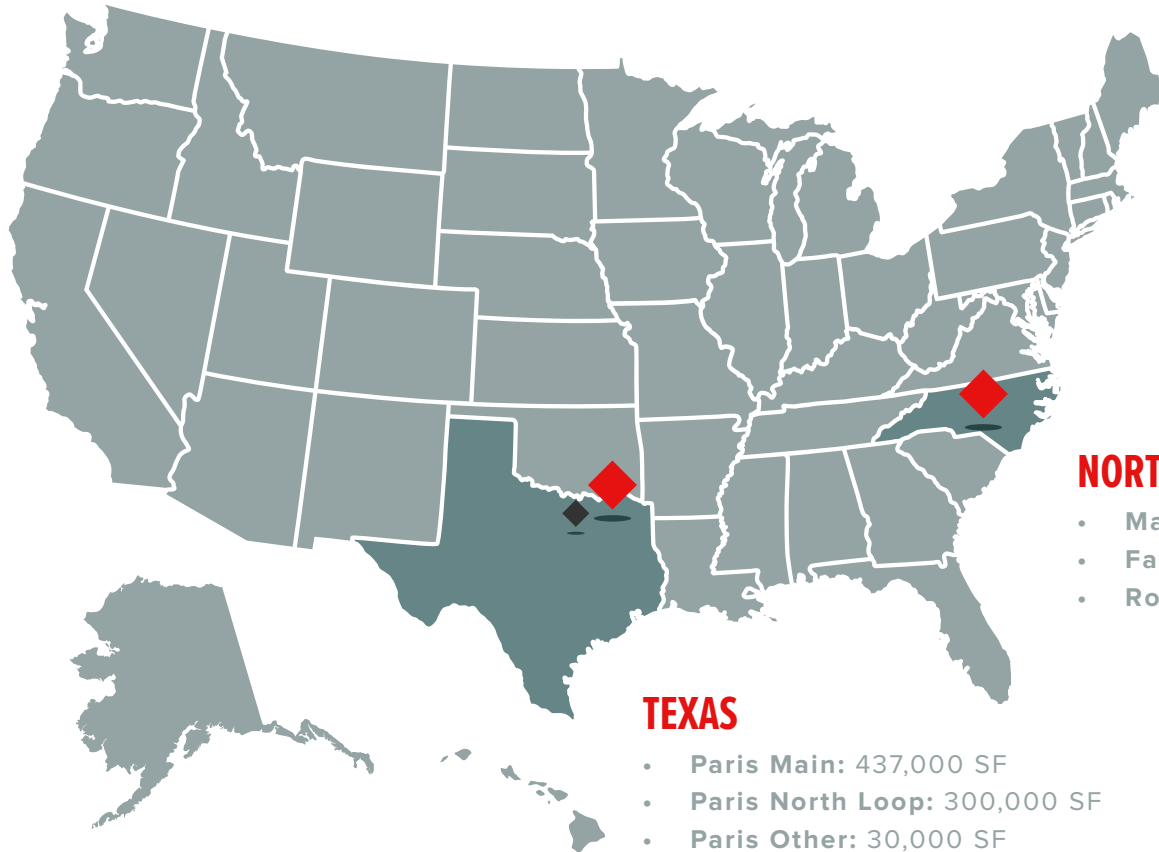 NORT
• Ma
• Fa
• Ro
TEXAS
• Paris Main: 437,000 SF
• Paris North Loop: 300,000 SF
• Paris Other: 30,000 SF